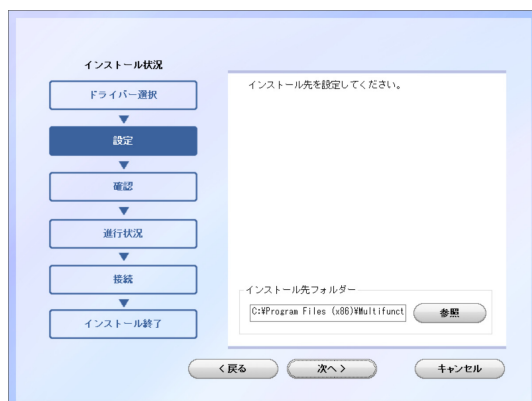 インストール状況
ドライバー選択
設定
確認
進行状況
接続
インストール終了
インストール先を設定してください。
インストール先フォルダー
C:¥Program Files (x86)¥Multifunct
参照
<戻る
次へ>
キャンセル